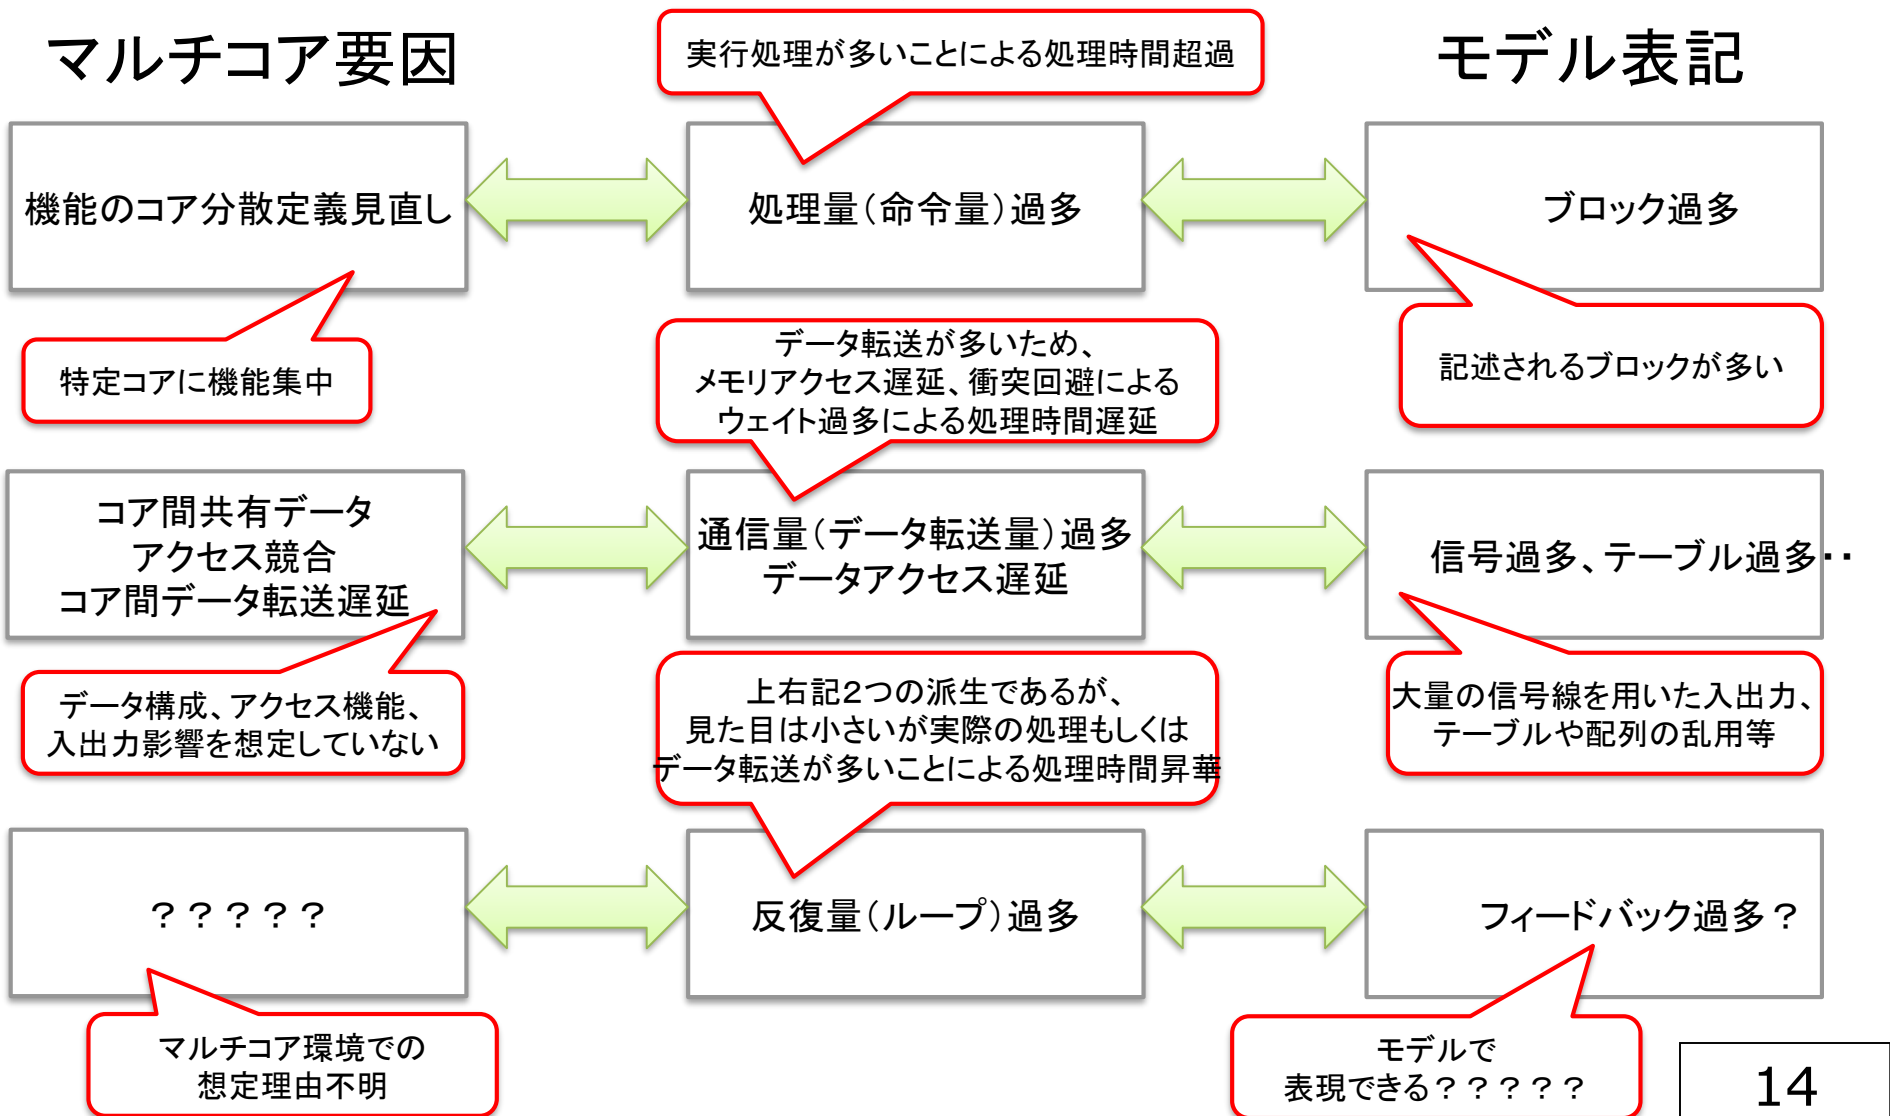 マルチコア要因
実行処理が多いことによる処理時間超過
モデル表記
機能のコア分散定義見直し
処理量(命令量)過多
ブロック過多
特定コアに機能集中
データ転送が多いため、
メモリアクセス遅延、衝突回避による
ウェイト過多による処理時間遅延
記述されるブロックが多い
コア間共有データ
アクセス競合
コア間データ転送遅延
通信量(データ転送量)過多
データアクセス遅延
信号過多、テーブル過多・・
データ構成、アクセス機能、
入出力影響を想定していない
上右記2つの派生であるが、
見た目は小さいが実際の処理もしくは
データ転送が多いことによる処理時間昇華
大量の信号線を用いた入出力、
テーブルや配列の乱用等
?????
反復量(ループ)過多
フィードバック過多?
マルチコア環境での
想定理由不明
モデルで
表現できる?????
14